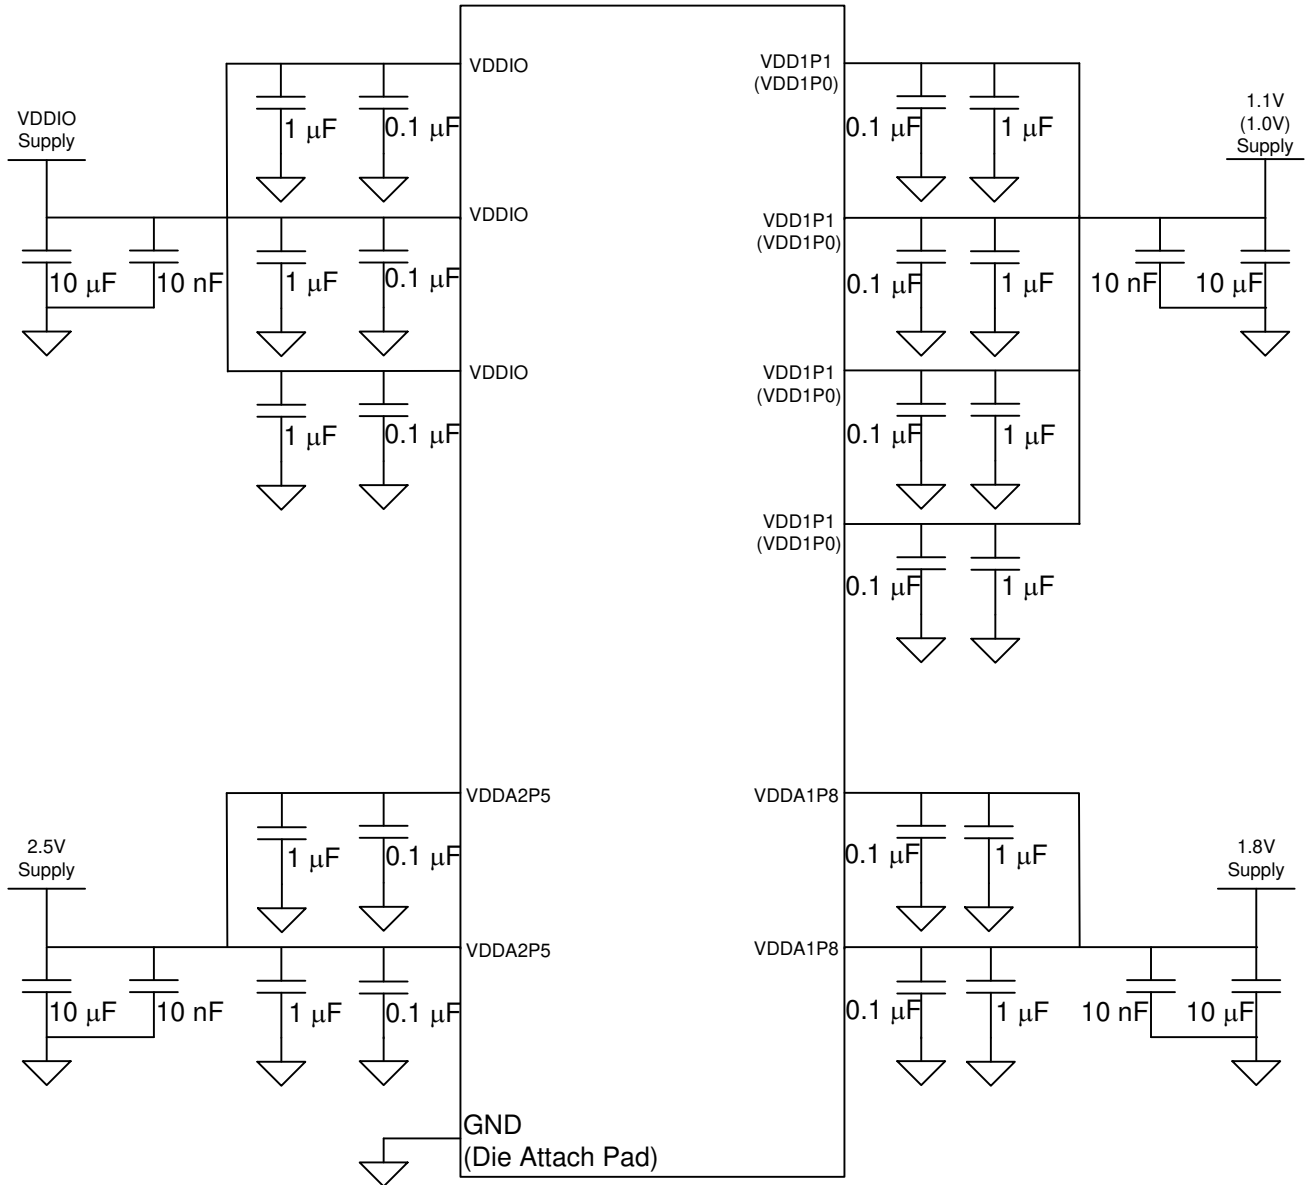 VDDIO
Supply
10 μF
10 nF
VDDIO
1 μF
0.1 μF
VDDIO
1 μF
0.1 μF
VDDIO
1 μF
0.1 μF
VDD1P1
(VDD1P0)
0.1 μF
1 μF
VDD1P1
(VDD1P0)
0.1 μF
1 μF
VDD1P1
(VDD1P0)
0.1 μF
1 μF
VDD1P1
(VDD1P0)
0.1 μF
1 μF
1.1V
(1.0V)
Supply
10 nF
10 μF
2.5V
Supply
10 μF
10 nF
VDDA2P5
1 μF
0.1 μF
VDDA2P5
1 μF
0.1 μF
VDDA1P8
0.1 μF
1 μF
VDDA1P8
0.1 μF
1 μF
1.8V
Supply
10 nF
10 μF
GND
(Die Attach Pad)